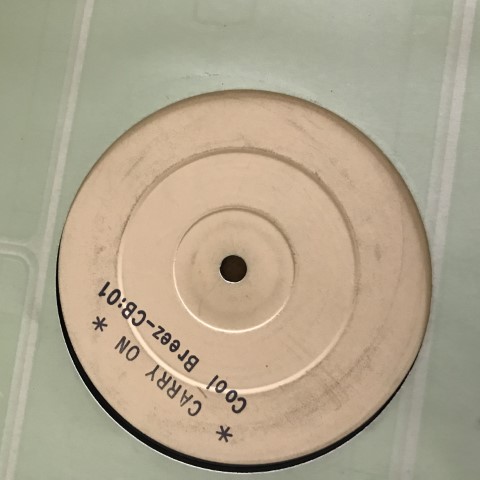 * CARRY ON *
Cool Breez-CB:01